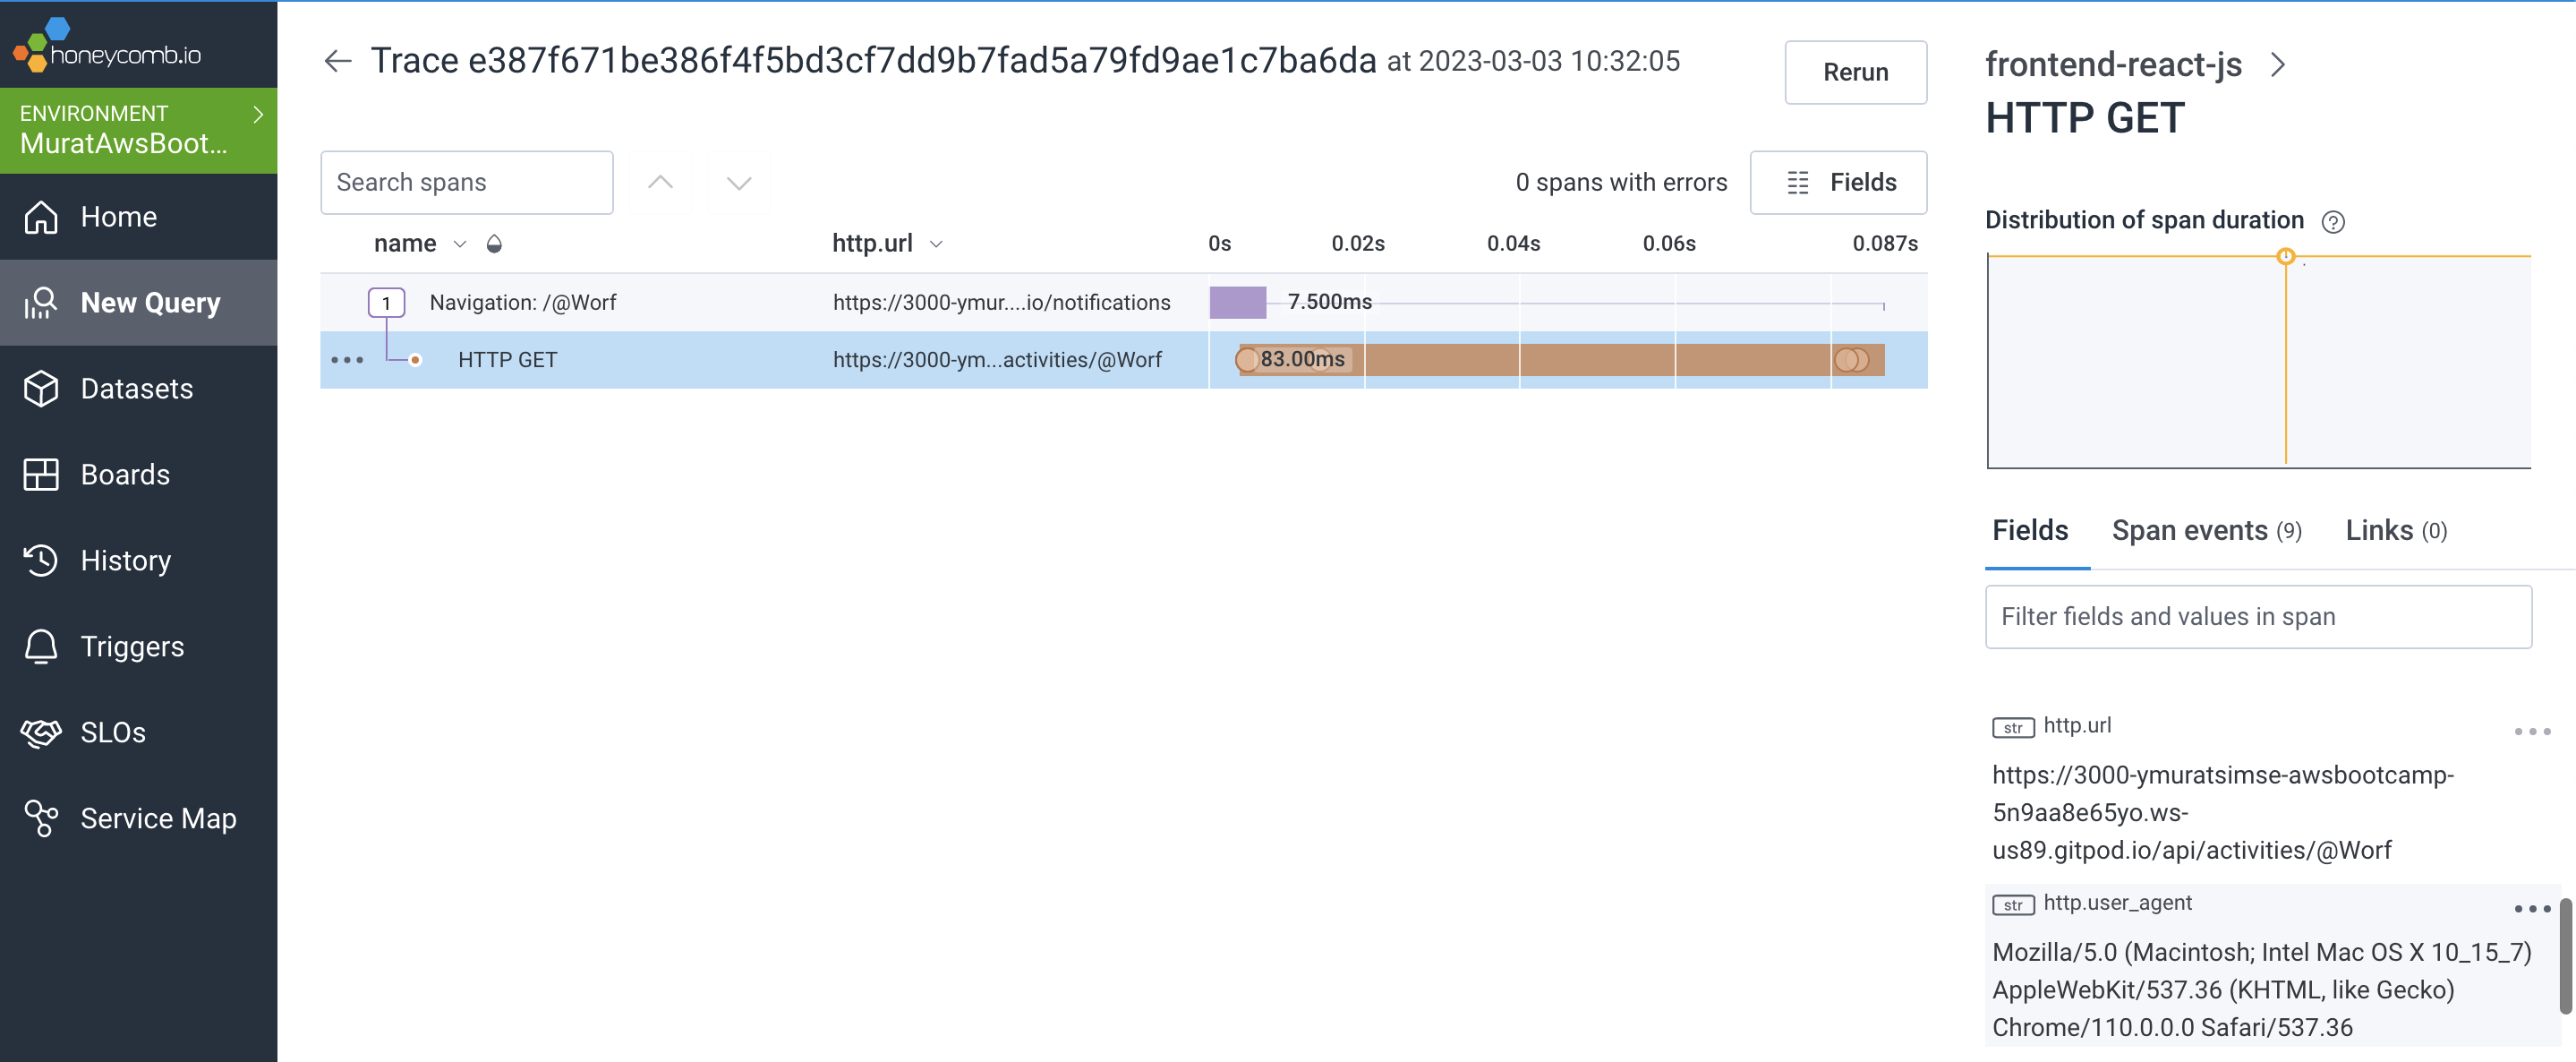 honeycomb.io
ENVIRONMENT
MuratAwsBoot...
Home
New Query
Datasets
Boards
History
Triggers
SLOs
Service Map
Trace e387f671be386f4f5bd3cf7dd9b7fad5a79fd9ae1c7ba6da at 2023-03-03 10:32:05
Rerun
Search spans
0 spans with errors
Fields
name http.url 0s 0.02s 0.04s 0.06s 0.087s
1 Navigation: /@Worf https://3000-ymur....io/notifications 7.500ms
HTTP GET https://3000-ym...activities/@Worf 83.00ms
frontend-react-js
HTTP GET
Distribution of span duration
Fields Span events (9) Links (0)
Filter fields and values in span
str http.url
https://3000-ymuratsimse-awsbootcamp-
5n9aa8e65yo.ws-
us89.gitpod.io/api/activities/@Worf
str http.user_agent
Mozilla/5.0 (Macintosh; Intel Mac OS X 10_15_7)
AppleWebKit/537.36 (KHTML, like Gecko)
Chrome/110.0.0.0 Safari/537.36